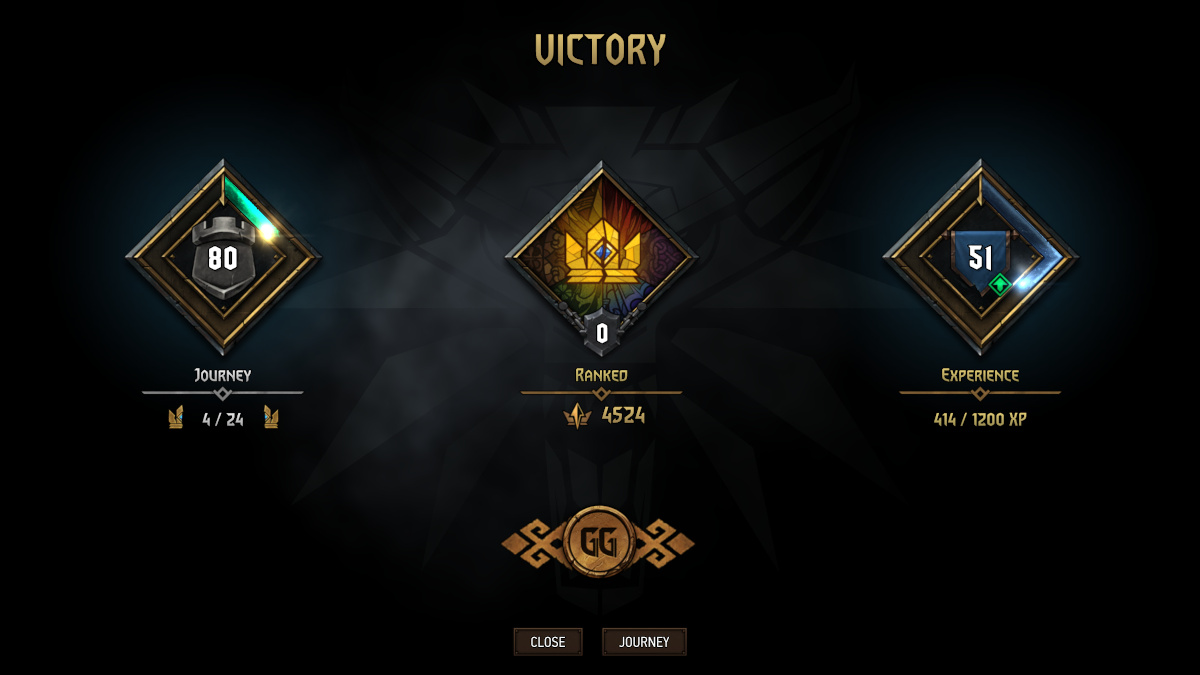 VICTORY
80
0
51
JOURNEY
RANKED
EXPERIENCE
4 / 24
4524
414 / 1200 XP
GG
CLOSE
JOURNEY